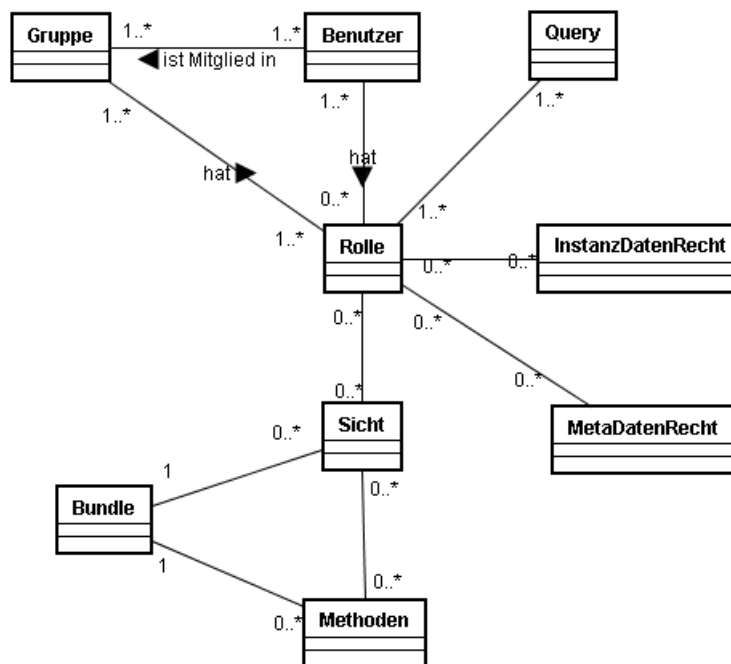 Gruppe
1..*
1..*
Benutzer
Query
ist Mitglied in
1..*
1..*
1..*
hat
hat
0..*
1..*
1..*
Rolle
0..*
0..*
InstanzDatenRecht
0..*
0..*
0..*
0..*
MetaDatenRecht
Sicht
0..*
1
0..*
Bundle
1
0..*
0..*
Methoden